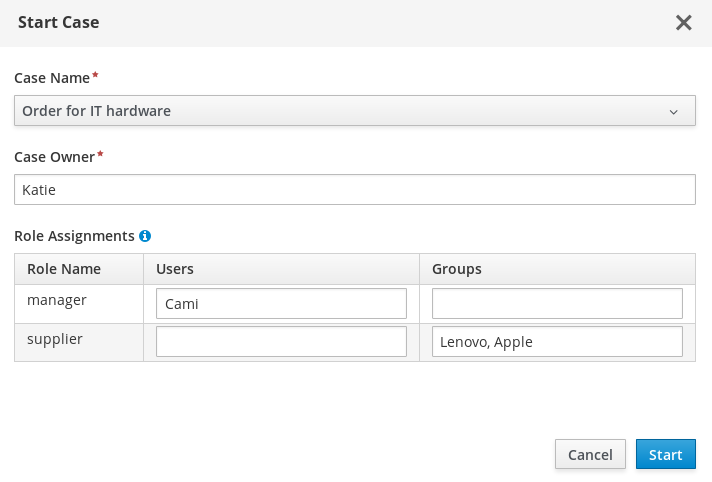 Start Case
Case Name*
Order for IT hardware
Case Owner*
Katie
Role Assignments
Role Name Users Groups
manager Cami
supplier Lenovo, Apple
Cancel Start